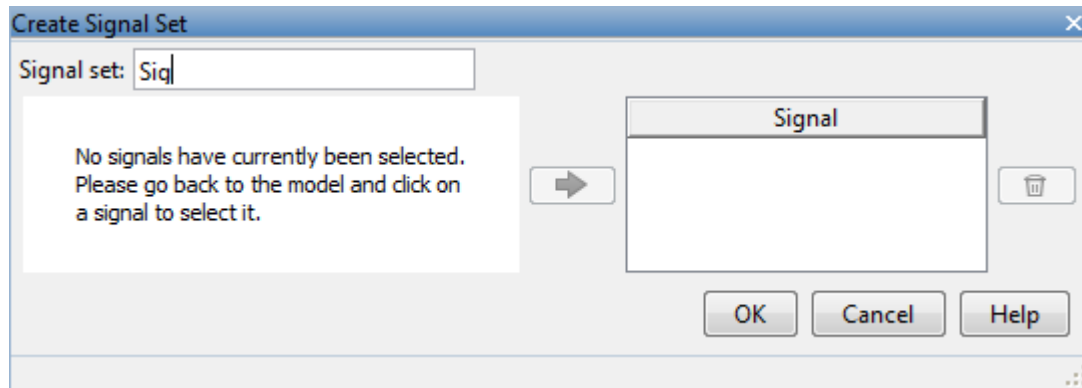 Create Signal Set
Signal set: Sig
Signal
No signals have currently been selected.
Please go back to the model and click on
a signal to select it.
OK Cancel Help